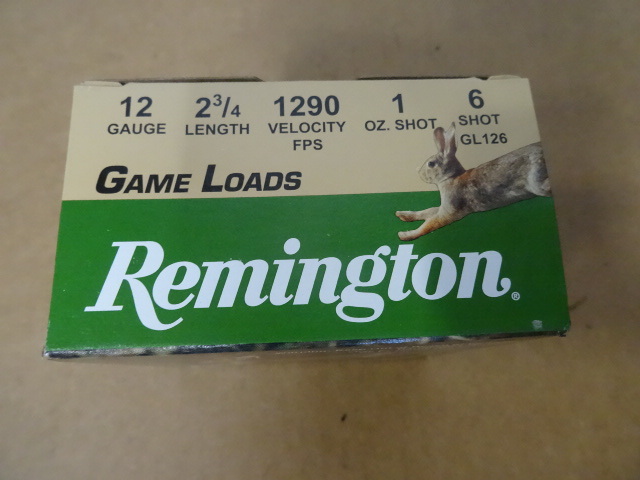 12 2¾ 1290 1 6
GAUGE LENGTH VELOCITY FPS OZ. SHOT SHOT
GL126
GAME LOADS
Remington®